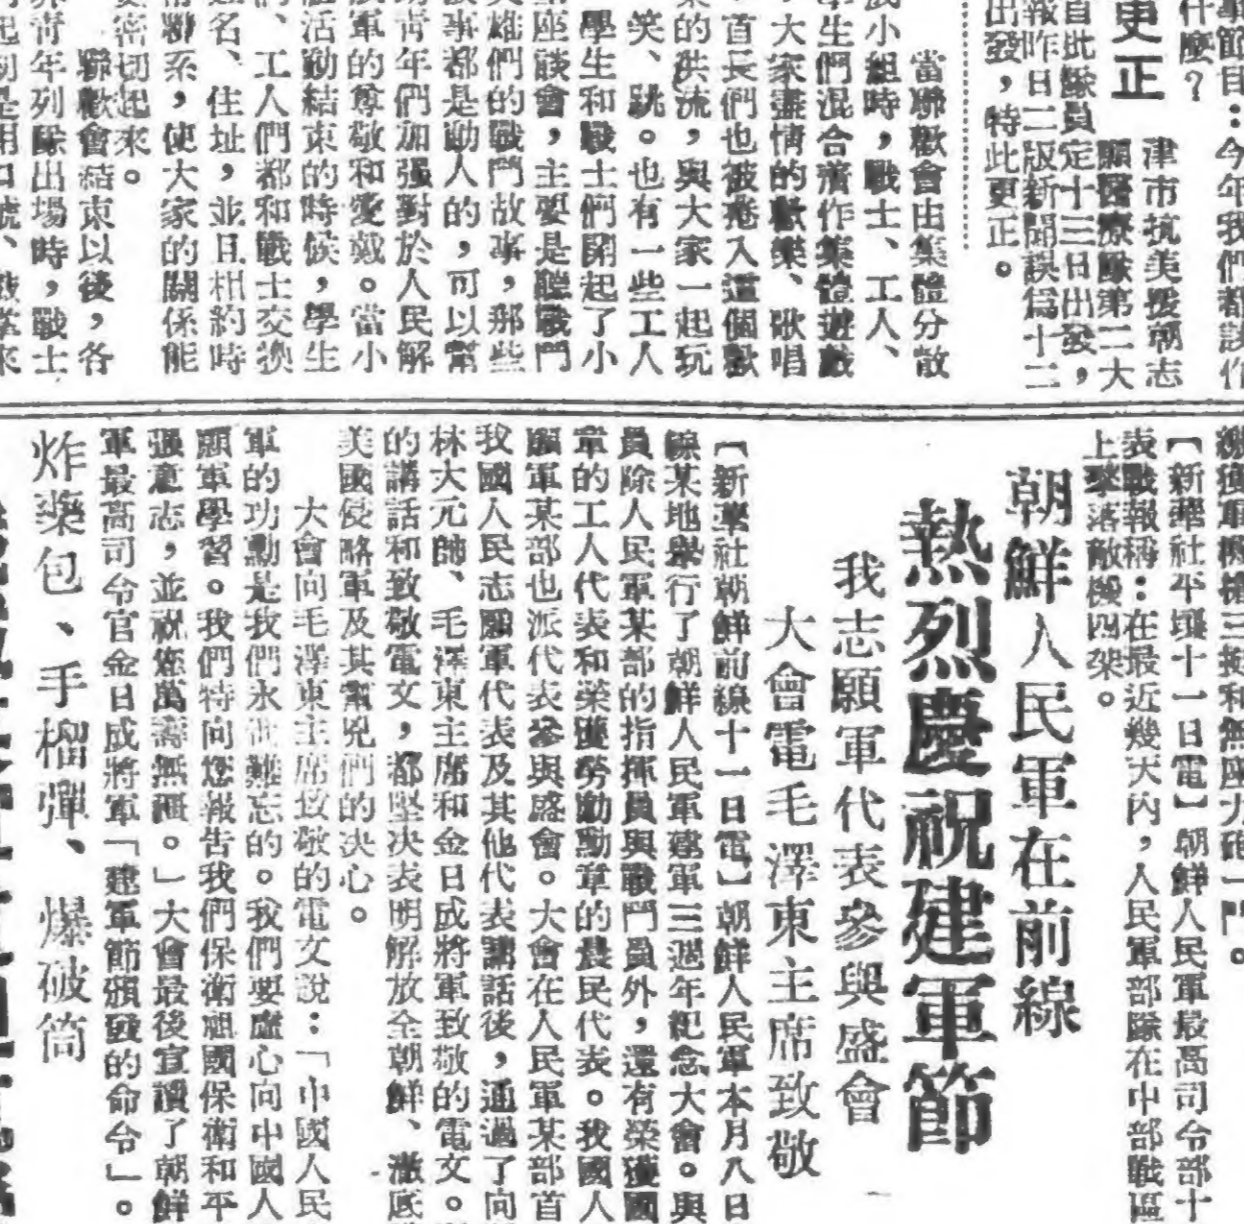 節目：今年我們都該作
什麼？
更正
津市抗美援朝志
願醫療隊第二大
隊員定十三日出發，
報昨日二版新聞誤爲十二
出發，特此更正。
當聯歡會由集體分散
成小組時，戰士、工人、
學生們混合着作集體遊戲
，大家盡情的歡樂、歌唱
首長們也被捲入這個歡
的洪流，與大家一起玩
笑、跳。也有一些工人
學生和戰士們開起了小
座談會，主要是聽戰鬥
英雄們的戰鬥故事，那些
故事都是動人的，可以幫
青年們加强對於人民解
放軍的尊敬和愛戴。當小
活動結束的時候，學生
們、工人們都和戰士交換
姓名、住址，並且相約時
聯系，使大家的關係能
密切起來。
聯歡會結束以後，各
青年列隊出場時，戰士
三挺和無座力砲一門。
【新華社平壤十一日電】朝鮮人民軍最高司令部十
表戰報稱：在最近幾天內，人民軍部隊在中部戰區
上擊落敵機四架。
朝鮮人民軍在前線
熱烈慶祝建軍節
我志願軍代表參與盛會
大會電毛澤東主席致敬
【新華社朝鮮前線十一日電】朝鮮人民軍本月八日
線某地舉行了朝鮮人民軍建軍三週年紀念大會。與
員除人民軍某部的指揮員與戰鬥員外，還有榮獲國
章的工人代表和榮獲勞動勳章的農民代表。我國人
願軍某部也派代表參與盛會。大會在人民軍某部首
我國人民志願軍代表及其他代表講話後，通過了向
林大元帥、毛澤東主席和金日成將軍致敬的電文。
的講話和致敬電文，都堅決表明解放全朝鮮、澈底
美國侵略軍及其幫兇們的決心。
大會向毛澤東主席致敬的電文說：「中國人民
軍的功勳是我們永世難忘的。我們要虛心向中國人
願軍學習。我們特向您報告我們保衛祖國保衛和平
强意志，並祝您萬壽無疆。」大會最後宣讀了朝鮮
軍最高司令官金日成將軍「建軍節頒發的命令」。
炸藥包、手榴彈、爆破筒